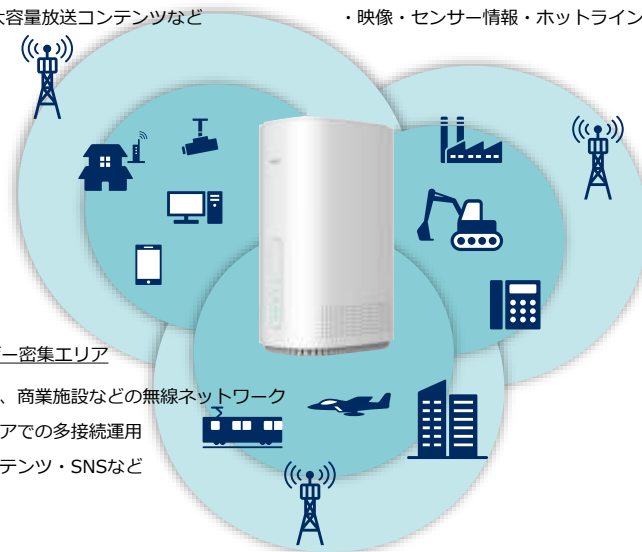 大容量放送コンテンツなど
・映像・センサー情報・ホットライン
ー密集エリア
、商業施設などの無線ネットワーク
アでの多接続運用
テンツ・SNSなど